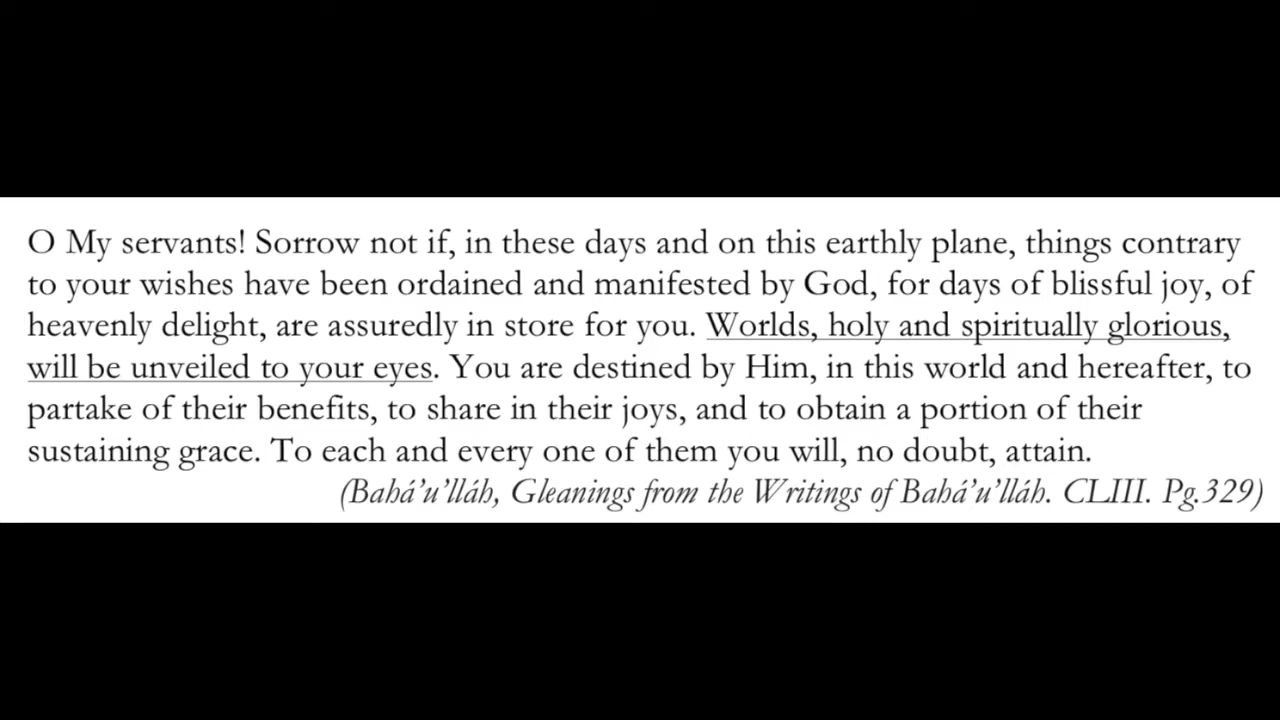 O My servants! Sorrow not if, in these days and on this earthly plane, things contrary
to your wishes have been ordained and manifested by God, for days of blissful joy, of
heavenly delight, are assuredly in store for you. Worlds, holy and spiritually glorious,
will be unveiled to your eyes. You are destined by Him, in this world and hereafter, to
partake of their benefits, to share in their joys, and to obtain a portion of their
sustaining grace. To each and every one of them you will, no doubt, attain.
(Bahá’u’lláh, Gleanings from the Writings of Bahá’u’lláh. CLIII. Pg.329)